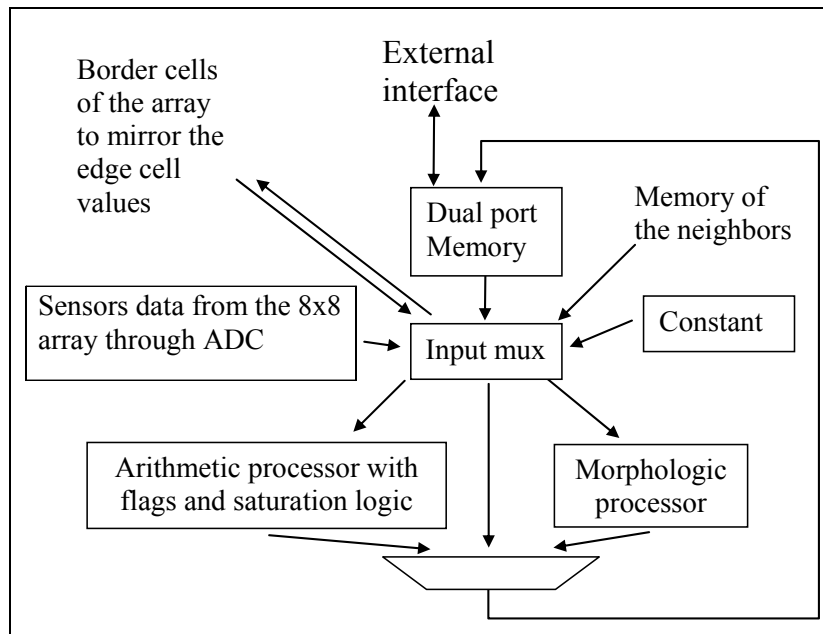 Border cells
of the array
to mirror the
edge cell
values
External
interface
Dual port
Memory
Memory of
the neighbors
Sensors data from the 8x8
array through ADC
Input mux
Constant
Arithmetic processor with
flags and saturation logic
Morphologic
processor